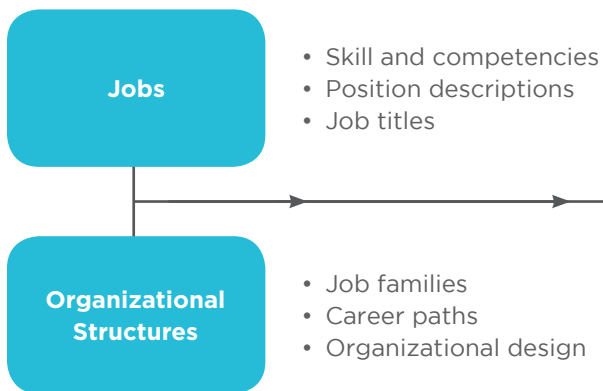 Jobs
• Skill and competencies
• Position descriptions
• Job titles
Organizational
Structures
• Job families
• Career paths
• Organizational design